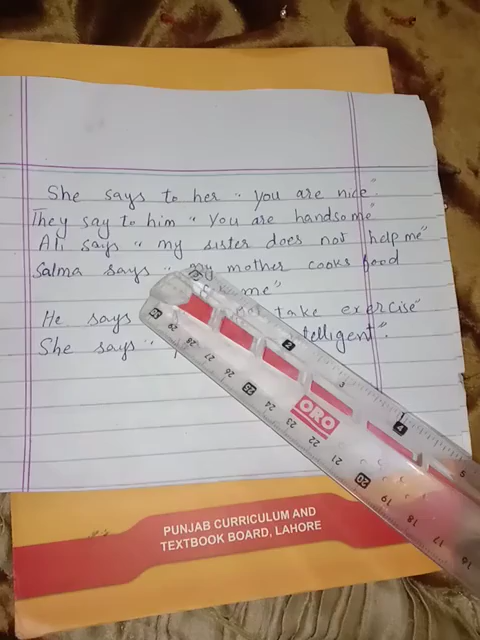 She says to her " you are nice".
They say to him " You are handsome"
Ali says " my sister does not help me"
Salma says " my mother cooks food
me"
He says take exercise"
She says " telligent".
ORO
PUNJAB CURRICULUM AND
TEXTBOOK BOARD, LAHORE